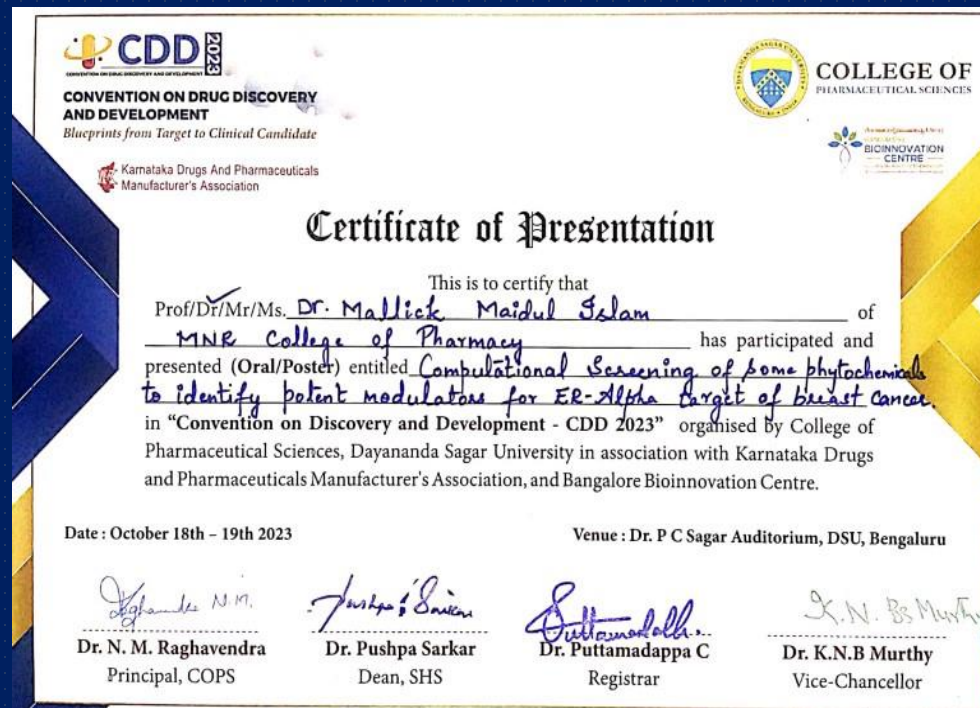 CDD 2023
CONVENTION ON DRUG DISCOVERY AND DEVELOPMENT
CONVENTION ON DRUG DISCOVERY
AND DEVELOPMENT
Blueprints from Target to Clinical Candidate
Karnataka Drugs And Pharmaceuticals
Manufacturer's Association
COLLEGE OF
PHARMACEUTICAL SCIENCES
BIOINNOVATION
CENTRE
Certificate of Presentation
This is to certify that
Prof/Dr/Mr/Ms. Dr. Mallick Maidul Islam of
MNR College of Pharmacy has participated and
presented (Oral/Poster) entitled Computational Screening of some phytochemicals
to identify potent modulators for ER-Alpha target of breast cancer.
in “Convention on Discovery and Development - CDD 2023” organised by College of
Pharmaceutical Sciences, Dayananda Sagar University in association with Karnataka Drugs
and Pharmaceuticals Manufacturer's Association, and Bangalore Bioinnovation Centre.
Date : October 18th – 19th 2023
Venue : Dr. P C Sagar Auditorium, DSU, Bengaluru
Dr. N. M. Raghavendra
Principal, COPS
Dr. Pushpa Sarkar
Dean, SHS
Dr. Puttamadappa C
Registrar
K.N. BS Murthy
Dr. K.N.B Murthy
Vice-Chancellor